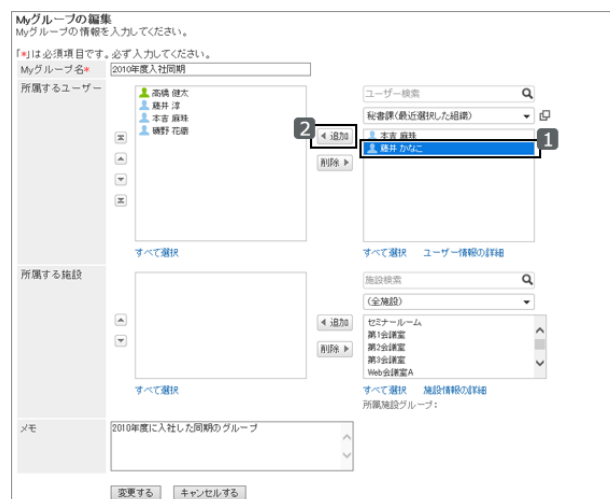 Myグループの編集
Myグループの情報を入力してください。
「*」は必須項目です。必ず入力してください。
Myグループ名* 2010年度入社同期
所属するユーザー
高橋 健太
藤井 淳
本吉 麻珠
磯野 花徹
すべて選択
2
◀ 追加
削除 ▶
ユーザー検索
秘書課(最近選択した組織)
本吉 麻珠
藤井 かなこ
1
すべて選択 ユーザー情報の詳細
所属する施設
すべて選択
◀ 追加
削除 ▶
施設検索
(全施設)
セミナールーム
第1会議室
第2会議室
第3会議室
Web会議室A
すべて選択 施設情報の詳細
所属施設グループ:
メモ
2010年度に入社した同期のグループ
変更する キャンセルする